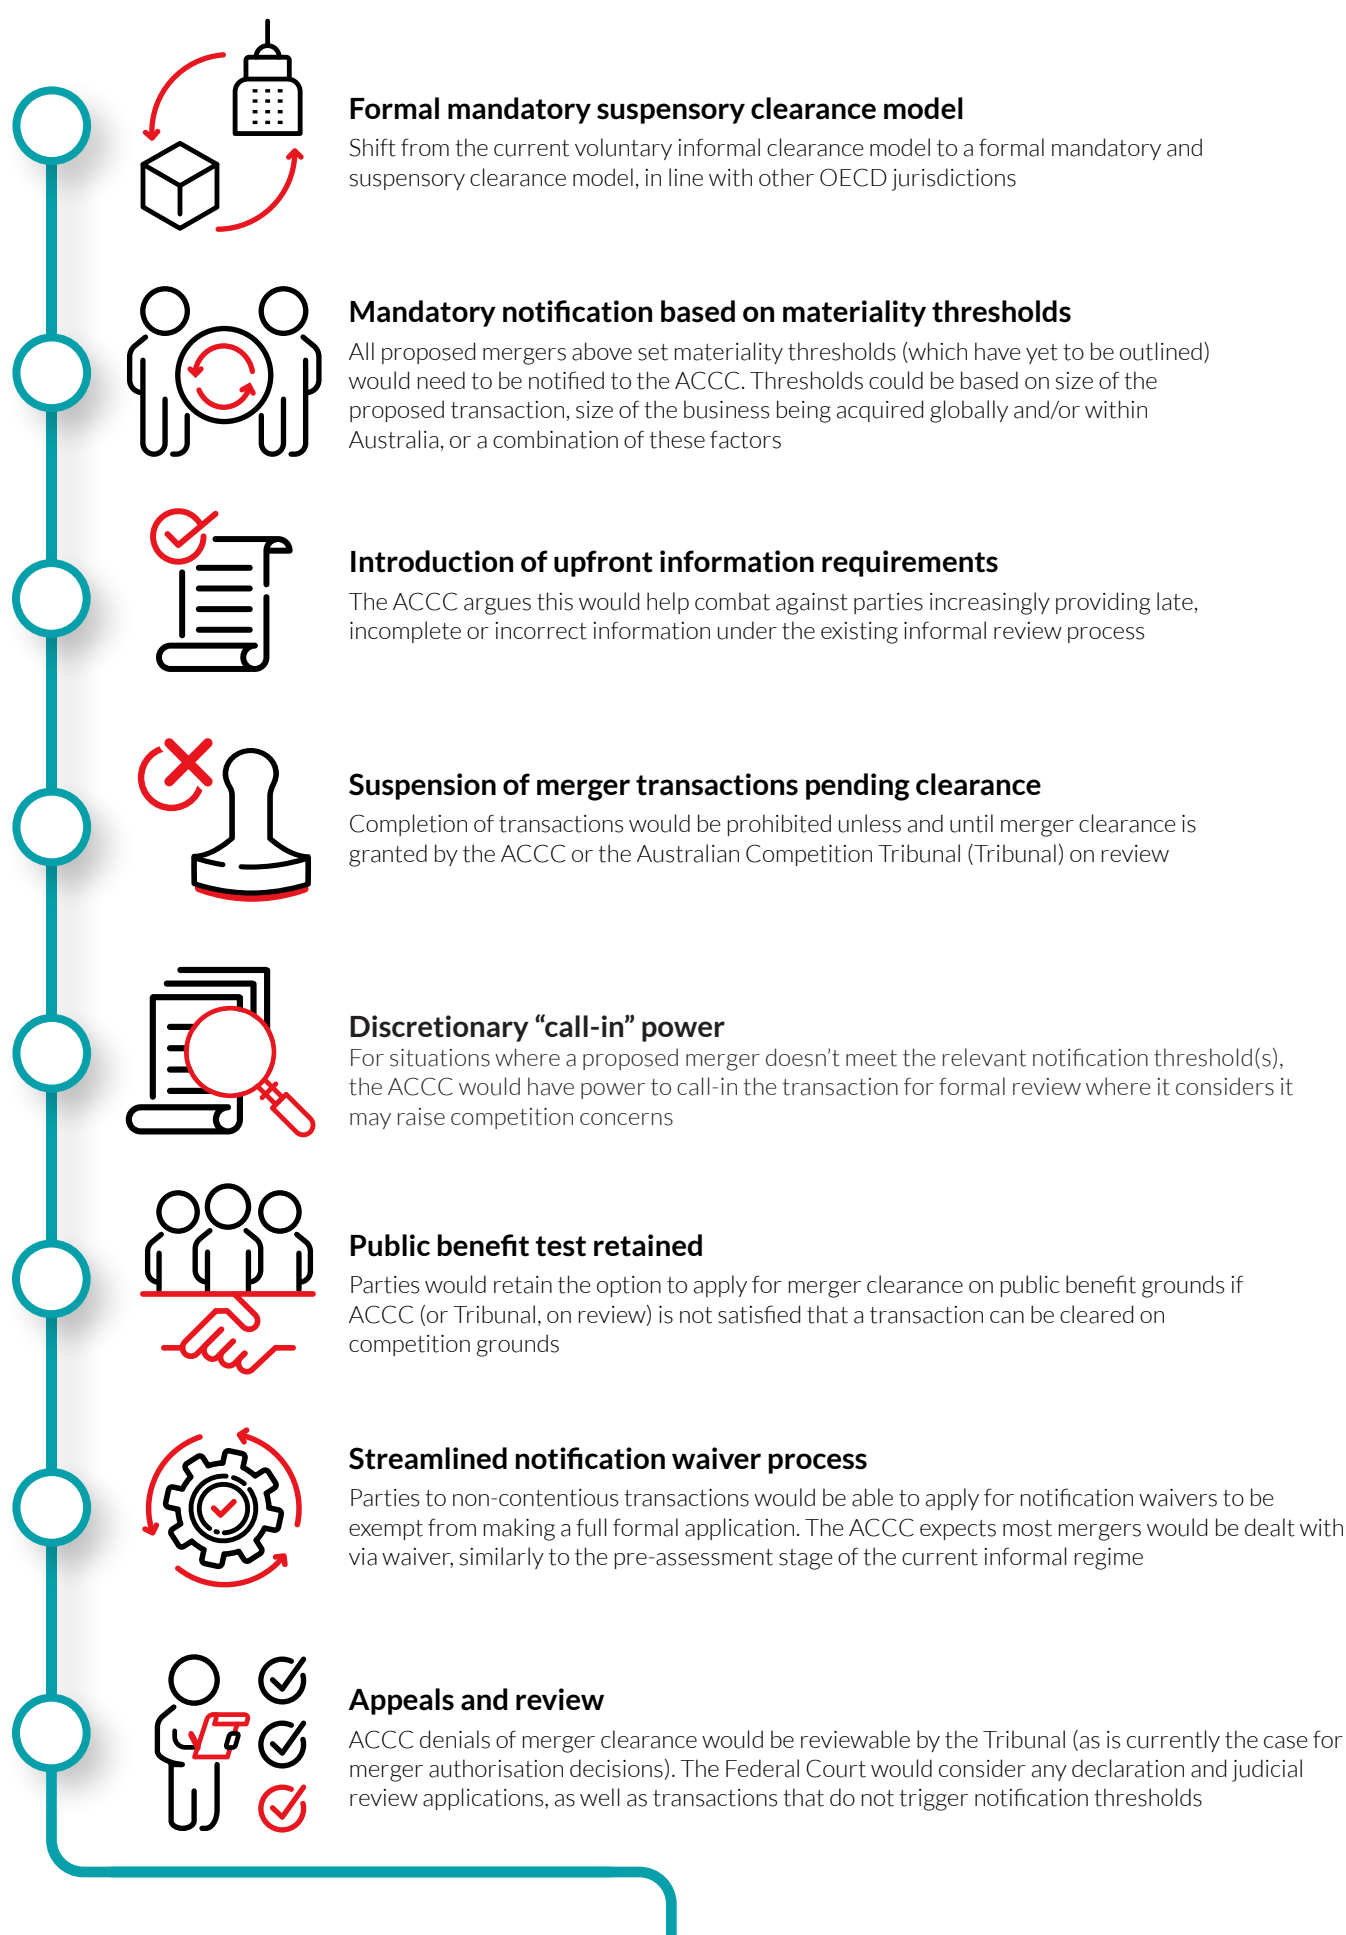 Formal mandatory suspensory clearance model
Shift from the current voluntary informal clearance model to a formal mandatory and
suspensory clearance model, in line with other OECD jurisdictions
Mandatory notification based on materiality thresholds
All proposed mergers above set materiality thresholds (which have yet to be outlined)
would need to be notified to the ACCC. Thresholds could be based on size of the
proposed transaction, size of the business being acquired globally and/or within
Australia, or a combination of these factors
Introduction of upfront information requirements
The ACCC argues this would help combat against parties increasingly providing late,
incomplete or incorrect information under the existing informal review process
Suspension of merger transactions pending clearance
Completion of transactions would be prohibited unless and until merger clearance is
granted by the ACCC or the Australian Competition Tribunal (Tribunal) on review
Discretionary “call-in” power
For situations where a proposed merger doesn’t meet the relevant notification threshold(s),
the ACCC would have power to call-in the transaction for formal review where it considers it
may raise competition concerns
Public benefit test retained
Parties would retain the option to apply for merger clearance on public benefit grounds if
ACCC (or Tribunal, on review) is not satisfied that a transaction can be cleared on
competition grounds
Streamlined notification waiver process
Parties to non-contentious transactions would be able to apply for notification waivers to be
exempt from making a full formal application. The ACCC expects most mergers would be dealt with
via waiver, similarly to the pre-assessment stage of the current informal regime
Appeals and review
ACCC denials of merger clearance would be reviewable by the Tribunal (as is currently the case for
merger authorisation decisions). The Federal Court would consider any declaration and judicial
review applications, as well as transactions that do not trigger notification thresholds